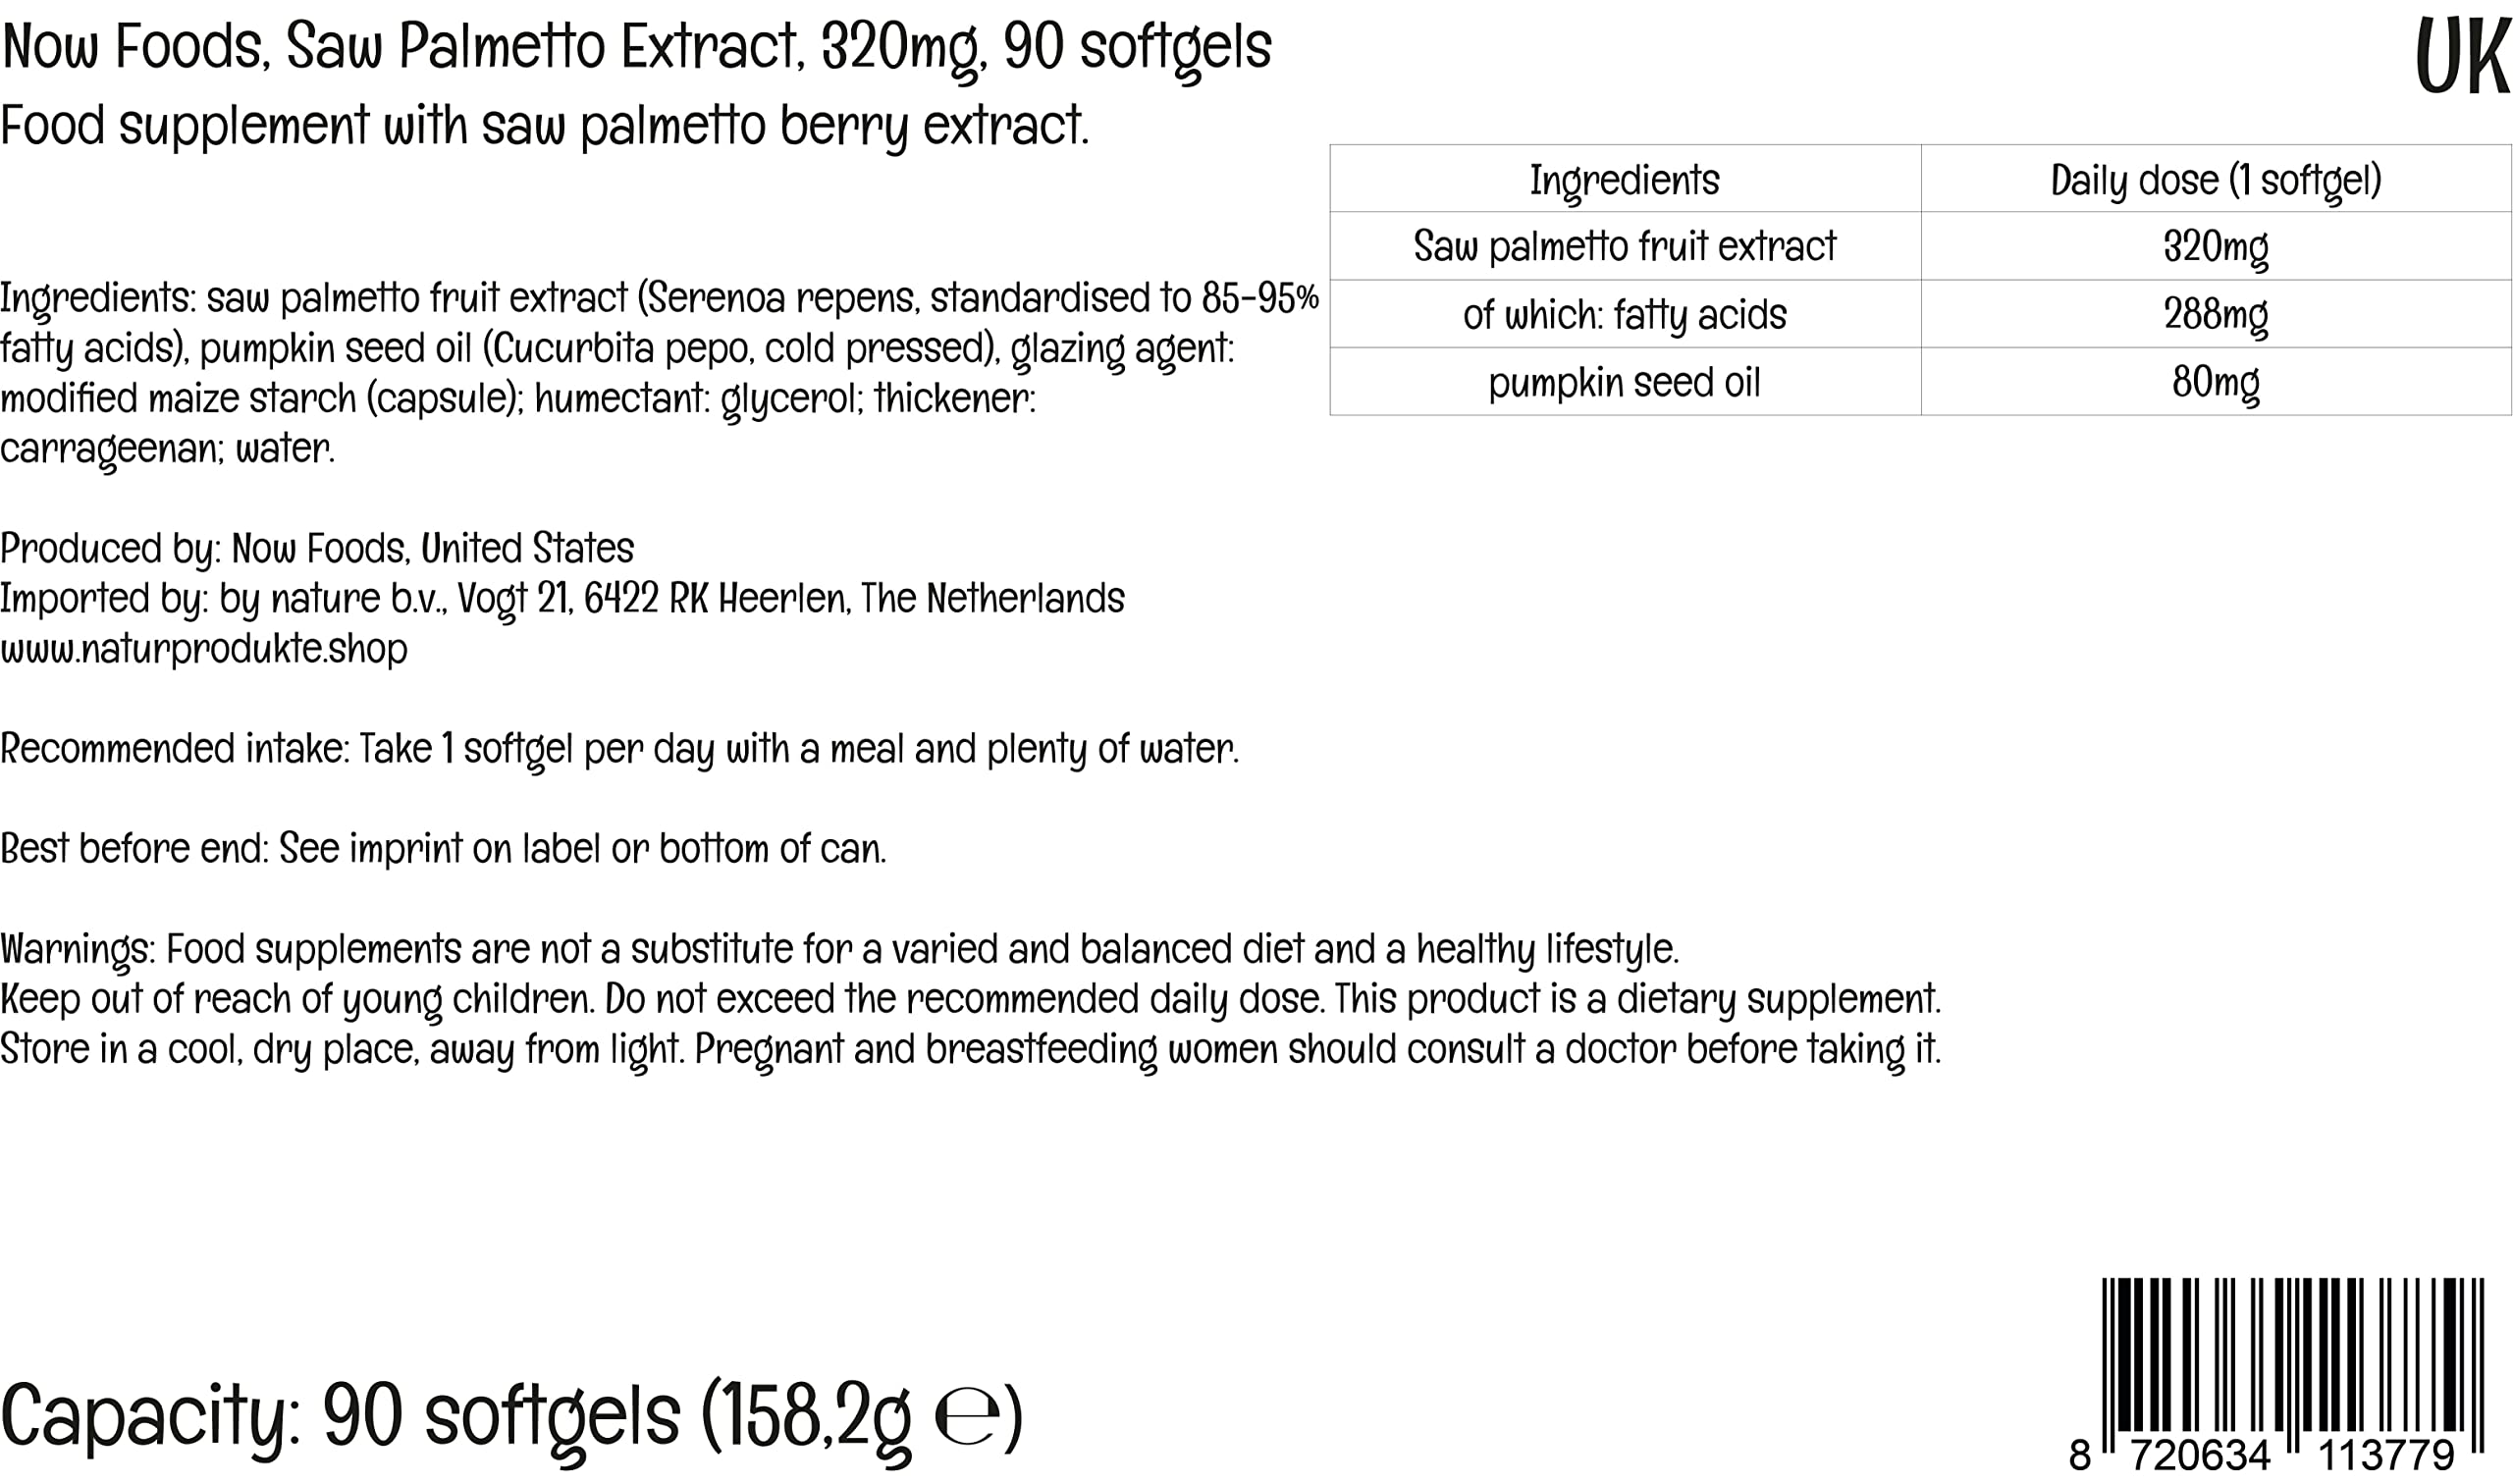 Now Foods, Saw Palmetto Extract, 320mg, 90 softgels
UK
Food supplement with saw palmetto berry extract.
Ingredients Daily dose (1 softgel)
Saw palmetto fruit extract 320mg
of which: fatty acids 288mg
pumpkin seed oil 80mg
Ingredients: saw palmetto fruit extract (Serenoa repens, standardised to 85-95%
fatty acids), pumpkin seed oil (Cucurbita pepo, cold pressed), glazing agent:
modified maize starch (capsule); humectant: glycerol; thickener:
carrageenan; water.
Produced by: Now Foods, United States
Imported by: by nature b.v., Vogt 21, 6422 RK Heerlen, The Netherlands
www.naturprodukte.shop
Recommended intake: Take 1 softgel per day with a meal and plenty of water.
Best before end: See imprint on label or bottom of can.
Warnings: Food supplements are not a substitute for a varied and balanced diet and a healthy lifestyle.
Keep out of reach of young children. Do not exceed the recommended daily dose. This product is a dietary supplement.
Store in a cool, dry place, away from light. Pregnant and breastfeeding women should consult a doctor before taking it.
Capacity: 90 softgels (158,2g ℮)
8 720634 113779